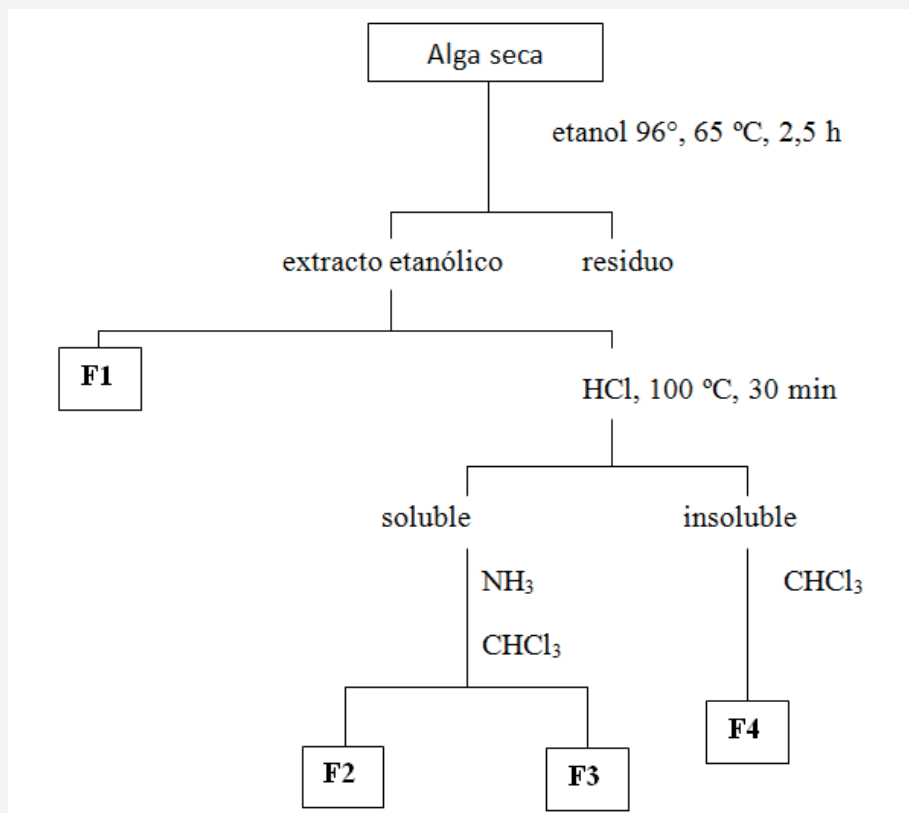 Alga seca
etanol 96°, 65 ºC, 2,5 h
extracto etanólico
residuo
F1
HCl, 100 ºC, 30 min
soluble
insoluble
NH₃
CHCl₃
CHCl₃
F4
F2
F3